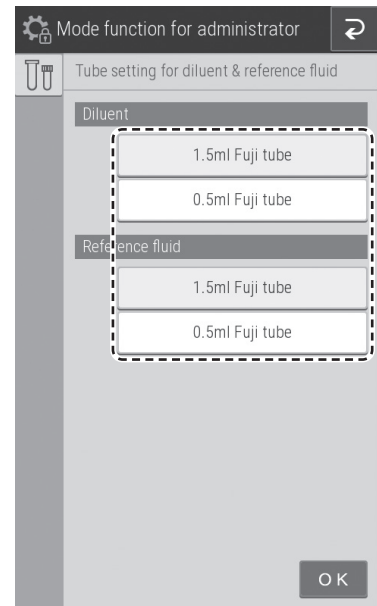 Mode function for administrator
Tube setting for diluent & reference fluid
Diluent
1.5ml Fuji tube
0.5ml Fuji tube
Reference fluid
1.5ml Fuji tube
0.5ml Fuji tube
OK